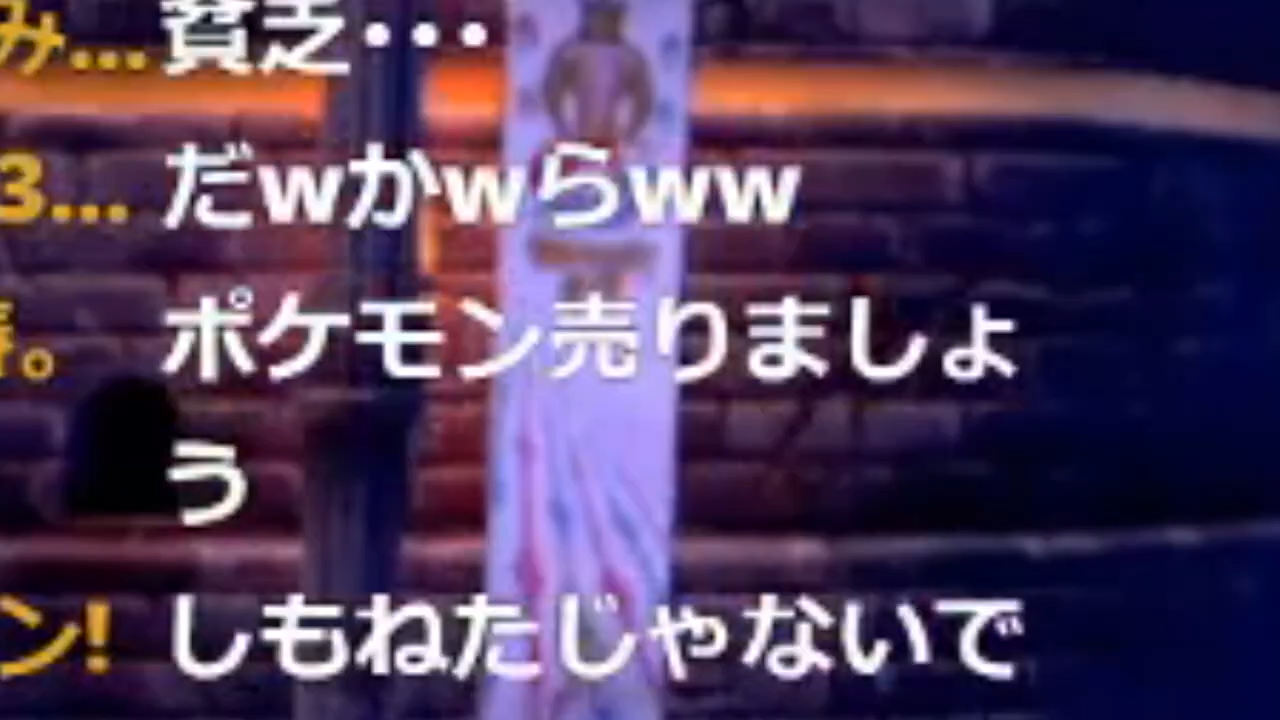 み... 貧乏・・・
3... だwかwらww
。 ポケモン売りましょ
う
ン! しもねたじゃないで